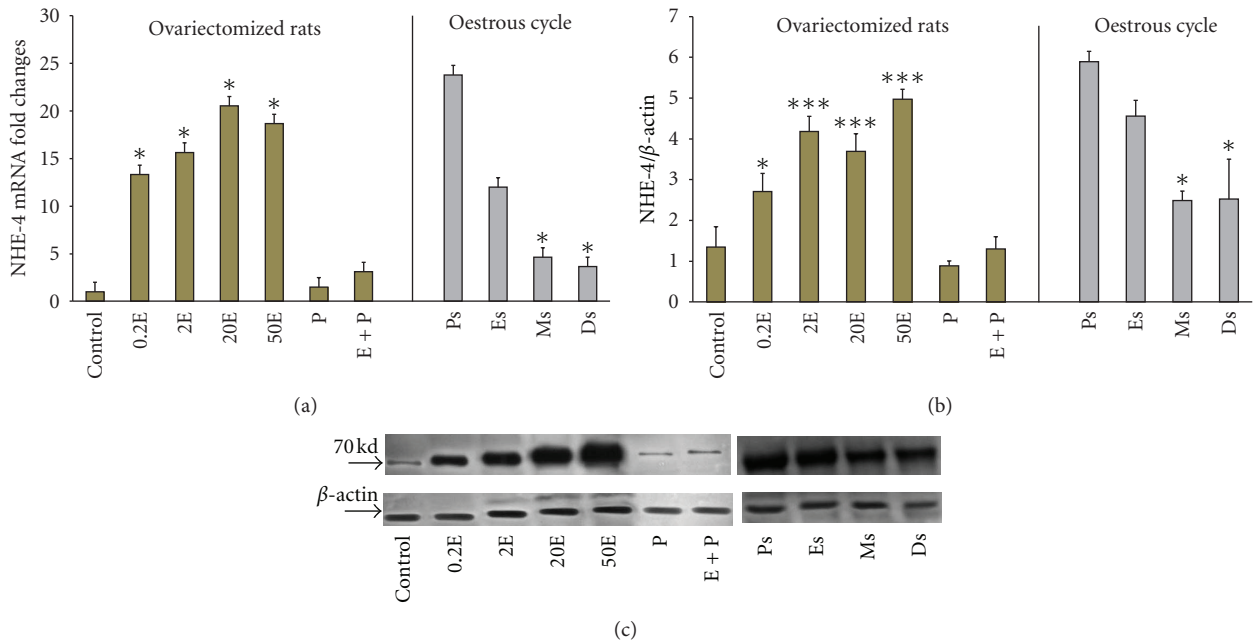 Ovariectomized rats
Oestrous cycle
NHE-4 mRNA fold changes
30
25
20
15
10
5
0
*
*
*
*
*
*
Control
0.2E
2E
20E
50E
P
E + P
Ps
Es
Ms
Ds
(a)
Ovariectomized rats
Oestrous cycle
NHE-4/β-actin
7
6
5
4
3
2
1
0
*
***
***
***
*
*
Control
0.2E
2E
20E
50E
P
E + P
Ps
Es
Ms
Ds
(b)
70 kd
β-actin
Control
0.2E
2E
20E
50E
P
E + P
Ps
Es
Ms
Ds
(c)